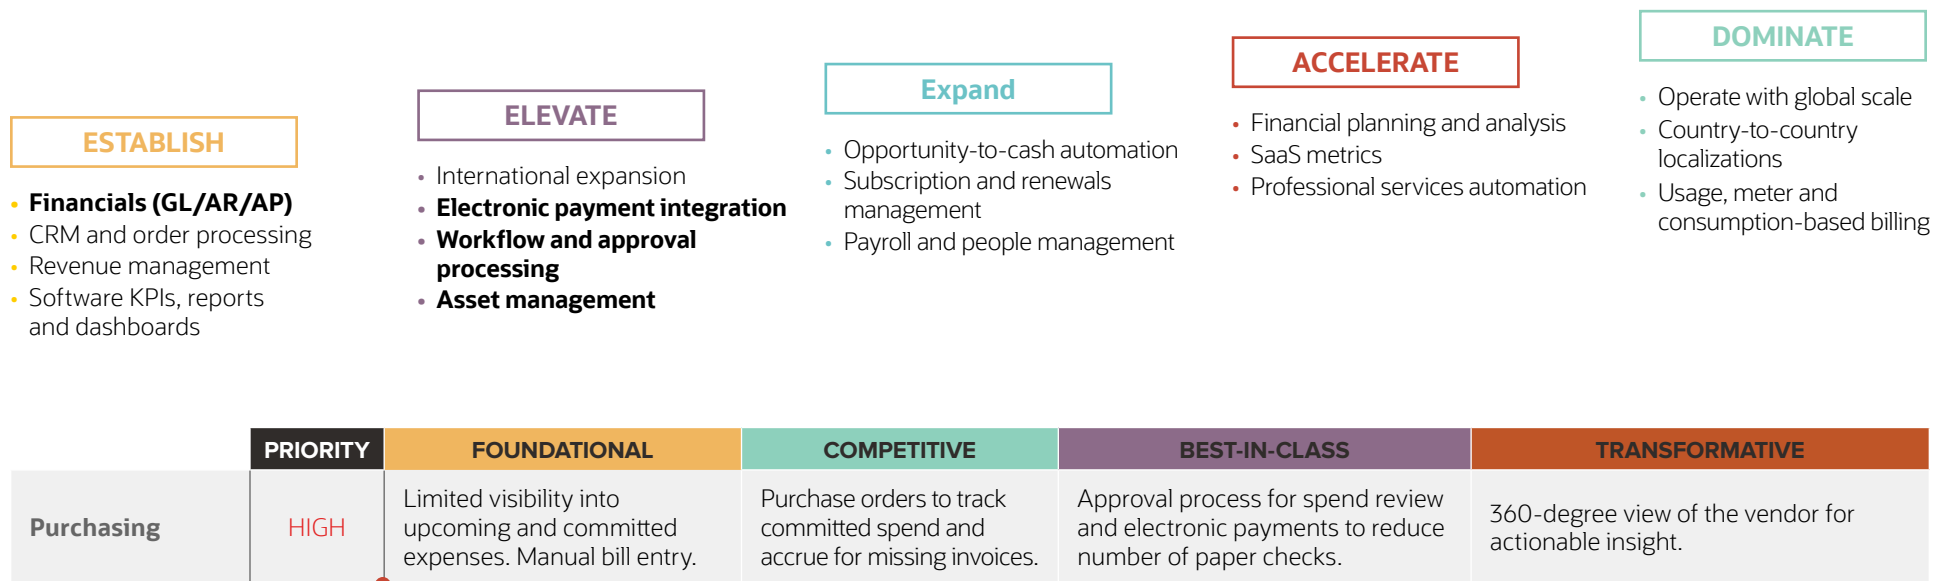 ESTABLISH
• Financials (GL/AR/AP)
• CRM and order processing
• Revenue management
• Software KPIs, reports
and dashboards
ELEVATE
• International expansion
• Electronic payment integration
• Workflow and approval
processing
• Asset management
Expand
• Opportunity-to-cash automation
• Subscription and renewals
management
• Payroll and people management
ACCELERATE
• Financial planning and analysis
• SaaS metrics
• Professional services automation
DOMINATE
• Operate with global scale
• Country-to-country
localizations
• Usage, meter and
consumption-based billing
PRIORITY
FOUNDATIONAL
COMPETITIVE
BEST-IN-CLASS
TRANSFORMATIVE
Purchasing
HIGH
Limited visibility into
upcoming and committed
expenses. Manual bill entry.
Purchase orders to track
committed spend and
accrue for missing invoices.
Approval process for spend review
and electronic payments to reduce
number of paper checks.
360-degree view of the vendor for
actionable insight.